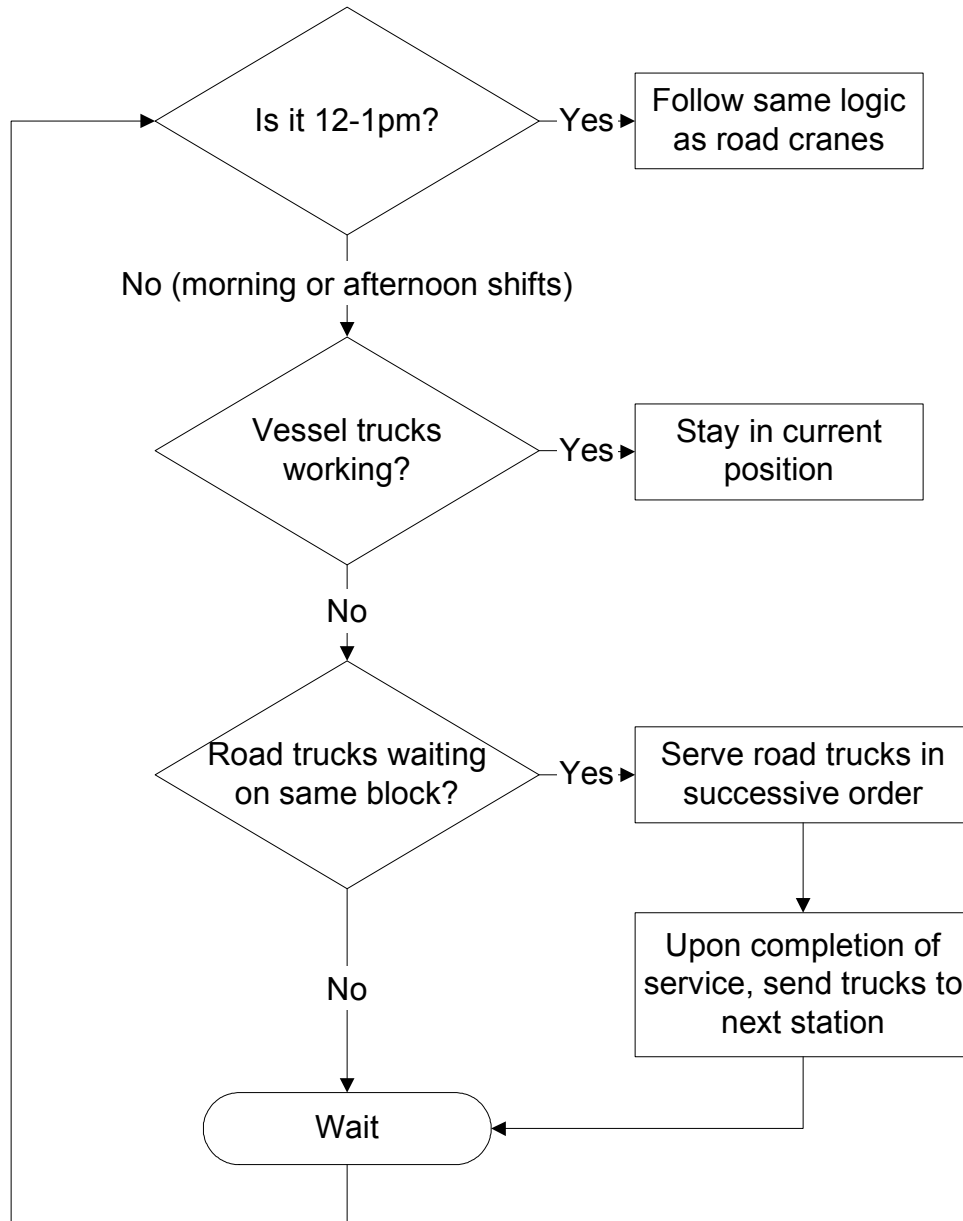 Is it 12-1pm?
Yes
Follow same logic
as road cranes
No (morning or afternoon shifts)
Vessel trucks
working?
Yes
Stay in current
position
No
Road trucks waiting
on same block?
Yes
Serve road trucks in
successive order
Upon completion of
service, send trucks to
next station
No
Wait